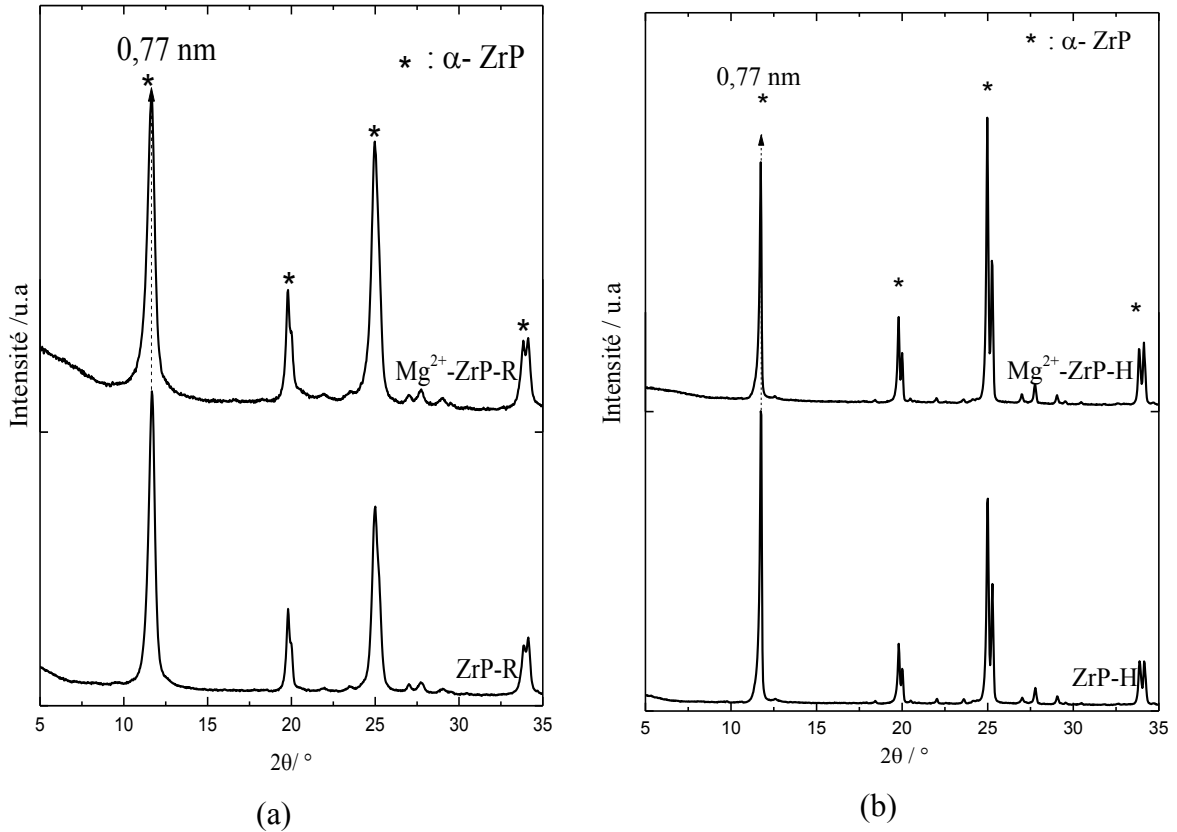 0,77 nm
* : α- ZrP
*
*
*
*
Mg²⁺-ZrP-R
ZrP-R
Intensité /u.a
5 10 15 20 25 30 35
2θ/ °
(a)
* : α- ZrP
0,77 nm
*
*
*
*
Mg²⁺-ZrP-H
ZrP-H
Intensité / u.a
5 10 15 20 25 30 35
2θ/ °
(b)